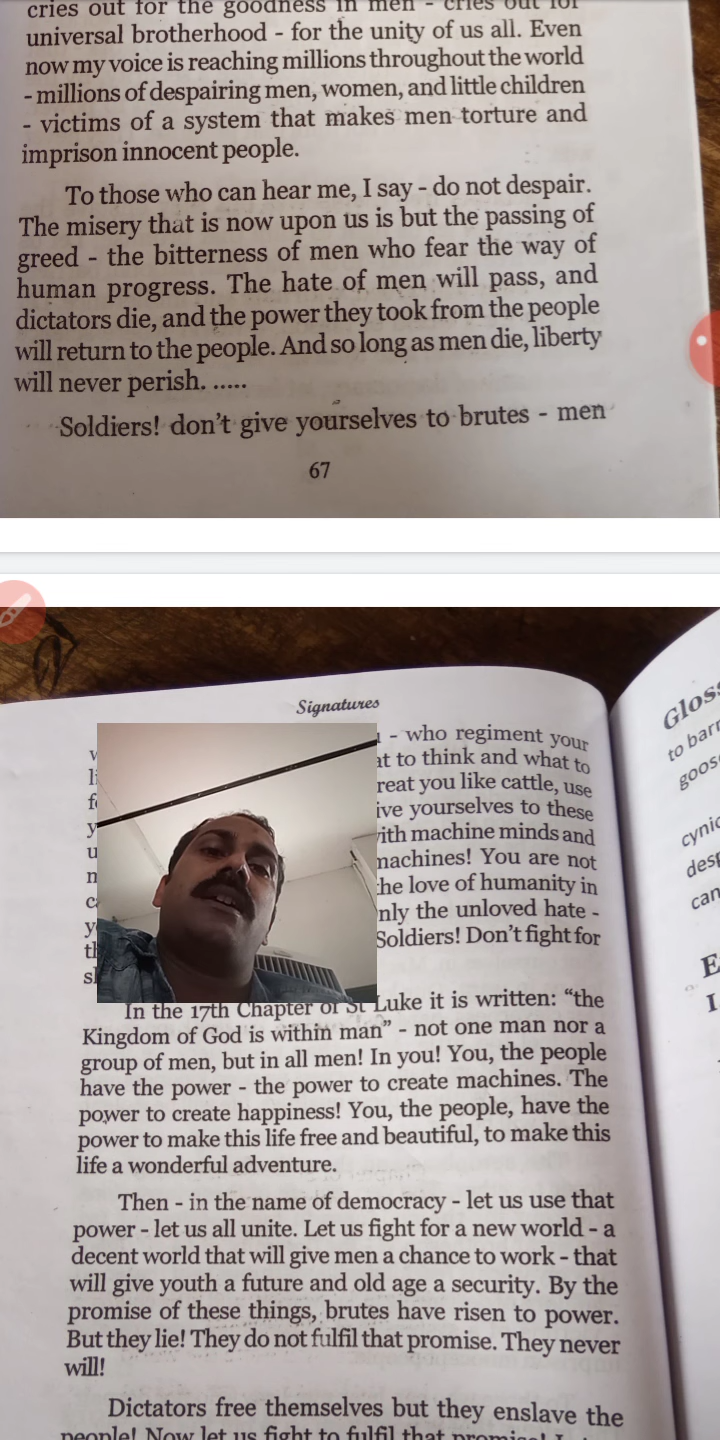 cries out for the goodness in men - cries out for
universal brotherhood - for the unity of us all. Even
now my voice is reaching millions throughout the world
- millions of despairing men, women, and little children
- victims of a system that makes men torture and
imprison innocent people.
To those who can hear me, I say - do not despair.
The misery that is now upon us is but the passing of
greed - the bitterness of men who fear the way of
human progress. The hate of men will pass, and
dictators die, and the power they took from the people
will return to the people. And so long as men die, liberty
will never perish. .....
Soldiers! don't give yourselves to brutes - men
67
Signatures
- who regiment your
to think and what to
you like cattle, use
yourselves to these
machine minds and
machines! You are not
the love of humanity in
the unloved hate -
Soldiers! Don't fight for
In the 17th Chapter of St Luke it is written: "the
Kingdom of God is within man" - not one man nor a
group of men, but in all men! In you! You, the people
have the power - the power to create machines. The
power to create happiness! You, the people, have the
power to make this life free and beautiful, to make this
life a wonderful adventure.
Then - in the name of democracy - let us use that
power - let us all unite. Let us fight for a new world - a
decent world that will give men a chance to work - that
will give youth a future and old age a security. By the
promise of these things, brutes have risen to power.
But they lie! They do not fulfil that promise. They never
will!
Dictators free themselves but they enslave the
people! Now let us fight to fulfil that promise!
to